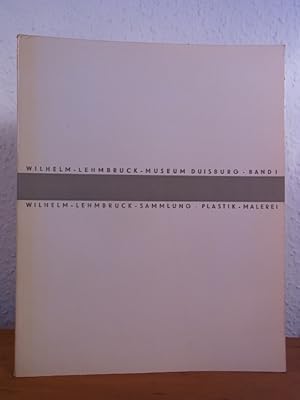 WILHELM-LEHMBRUCK-MUSEUM DUISBURG · BAND I
WILHELM-LEHMBRUCK-SAMMLUNG · PLASTIK-MALEREI